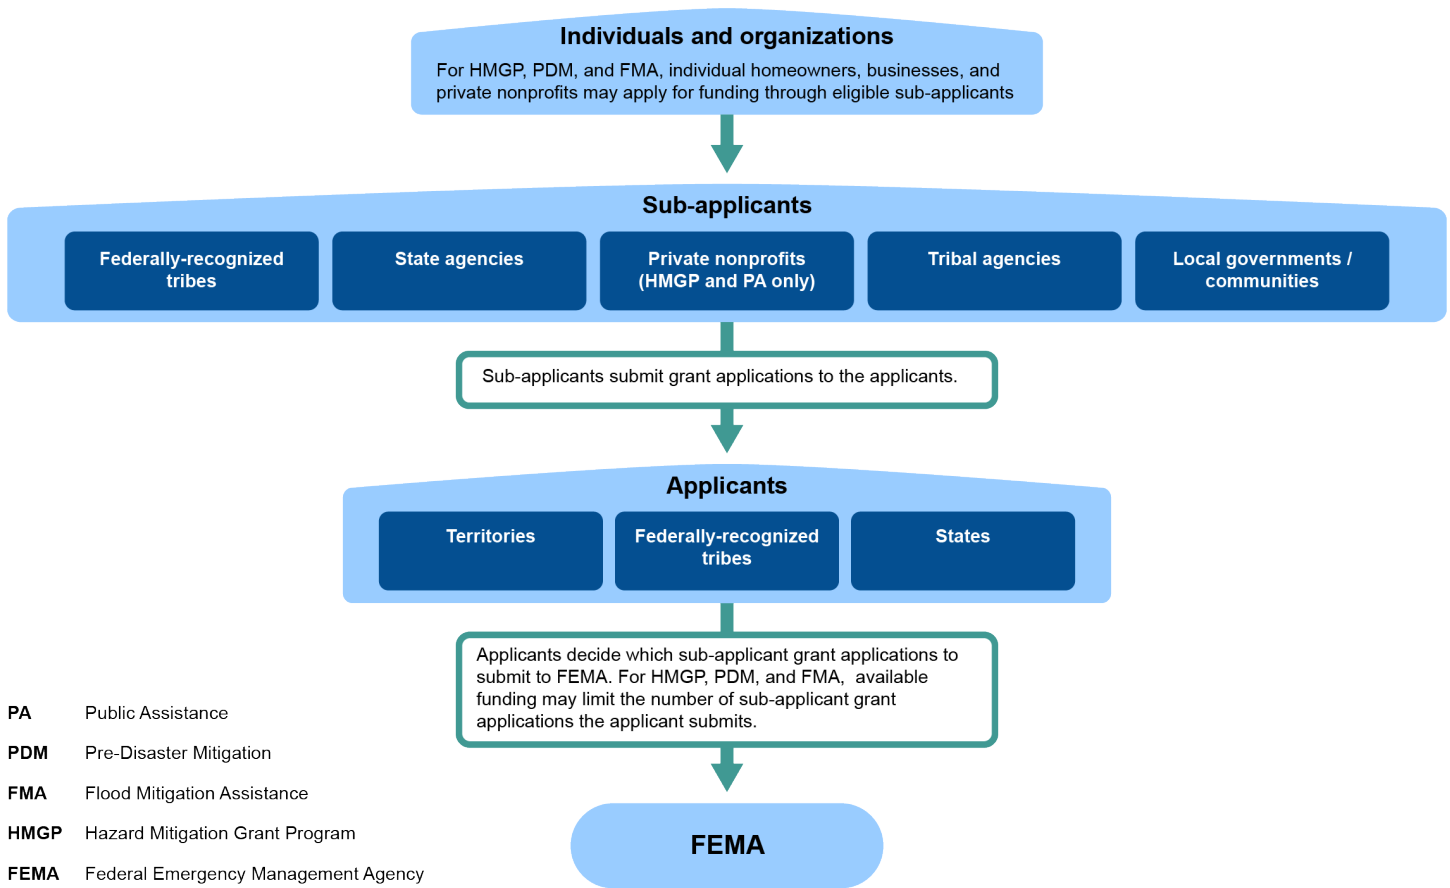 Individuals and organizations
For HMGP, PDM, and FMA, individual homeowners, businesses, and
private nonprofits may apply for funding through eligible sub-applicants
Sub-applicants
Federally-recognized
tribes
State agencies
Private nonprofits
(HMGP and PA only)
Tribal agencies
Local governments /
communities
Sub-applicants submit grant applications to the applicants.
Applicants
Territories
Federally-recognized
tribes
States
Applicants decide which sub-applicant grant applications to
submit to FEMA. For HMGP, PDM, and FMA, available
funding may limit the number of sub-applicant grant
applications the applicant submits.
FEMA
PA Public Assistance
PDM Pre-Disaster Mitigation
FMA Flood Mitigation Assistance
HMGP Hazard Mitigation Grant Program
FEMA Federal Emergency Management Agency